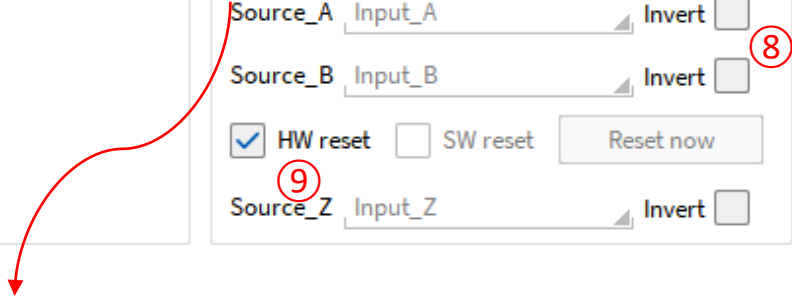 Source_A Input_A Invert
⑧
Source_B Input_B Invert
HW reset SW reset Reset now
⑨
Source_Z Input_Z Invert